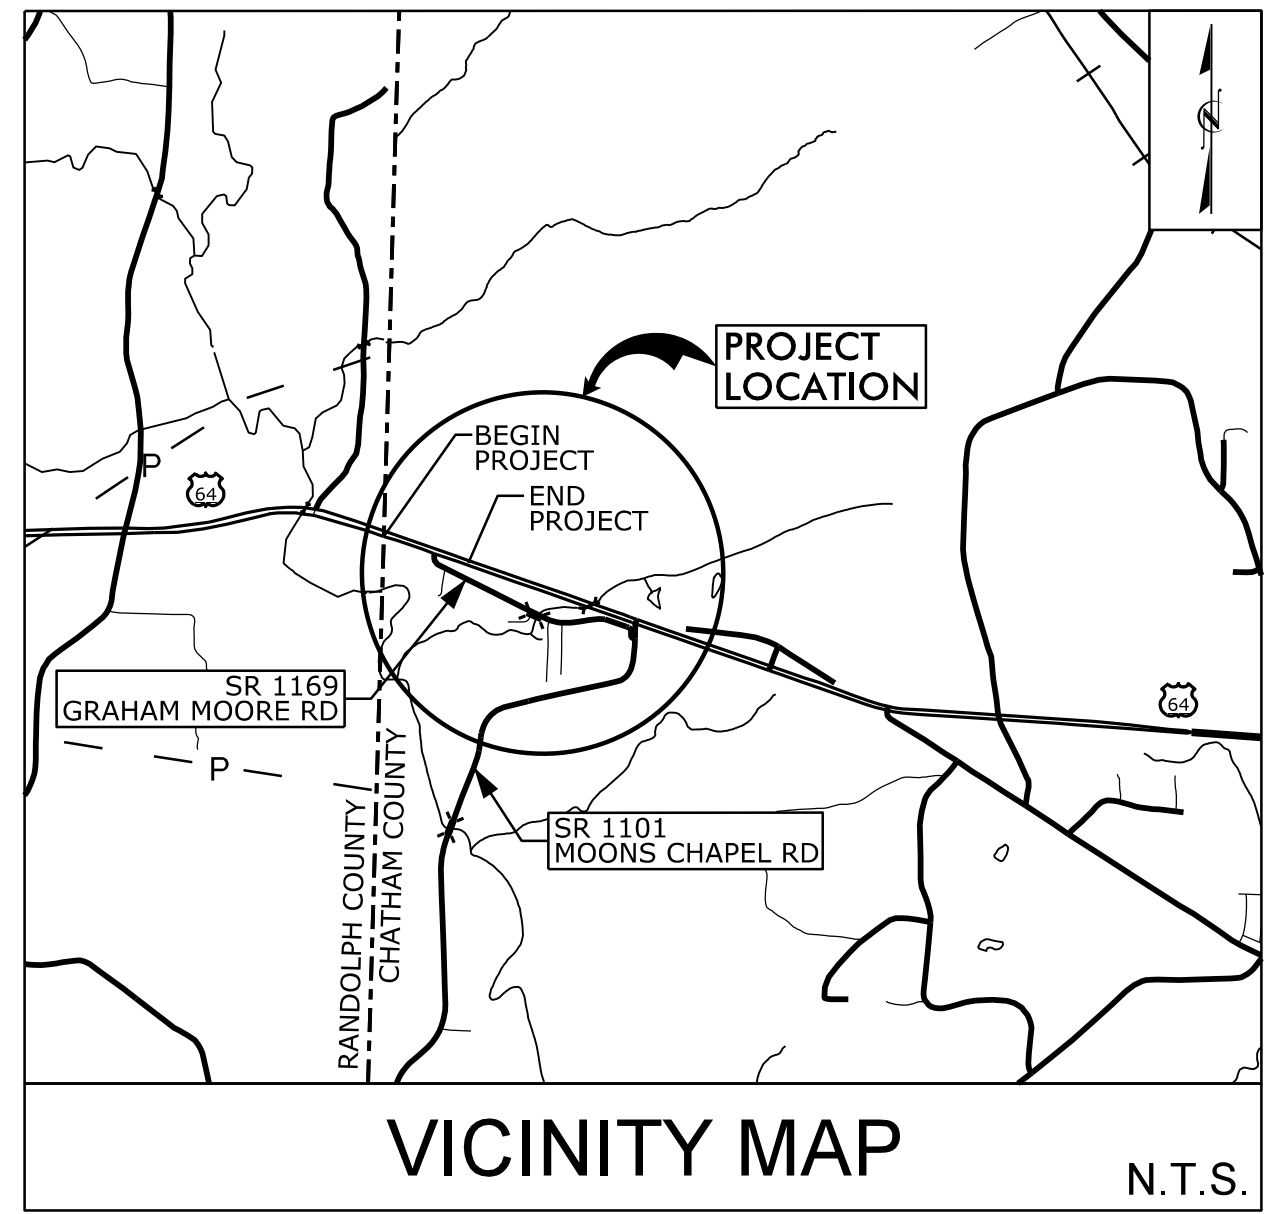 N
PROJECT
LOCATION
BEGIN
PROJECT
P
64
END
PROJECT
SR 1169
GRAHAM MOORE RD
64
P
RANDOLPH COUNTY
CHATHAM COUNTY
SR 1101
MOONS CHAPEL RD
VICINITY MAP
N.T.S.